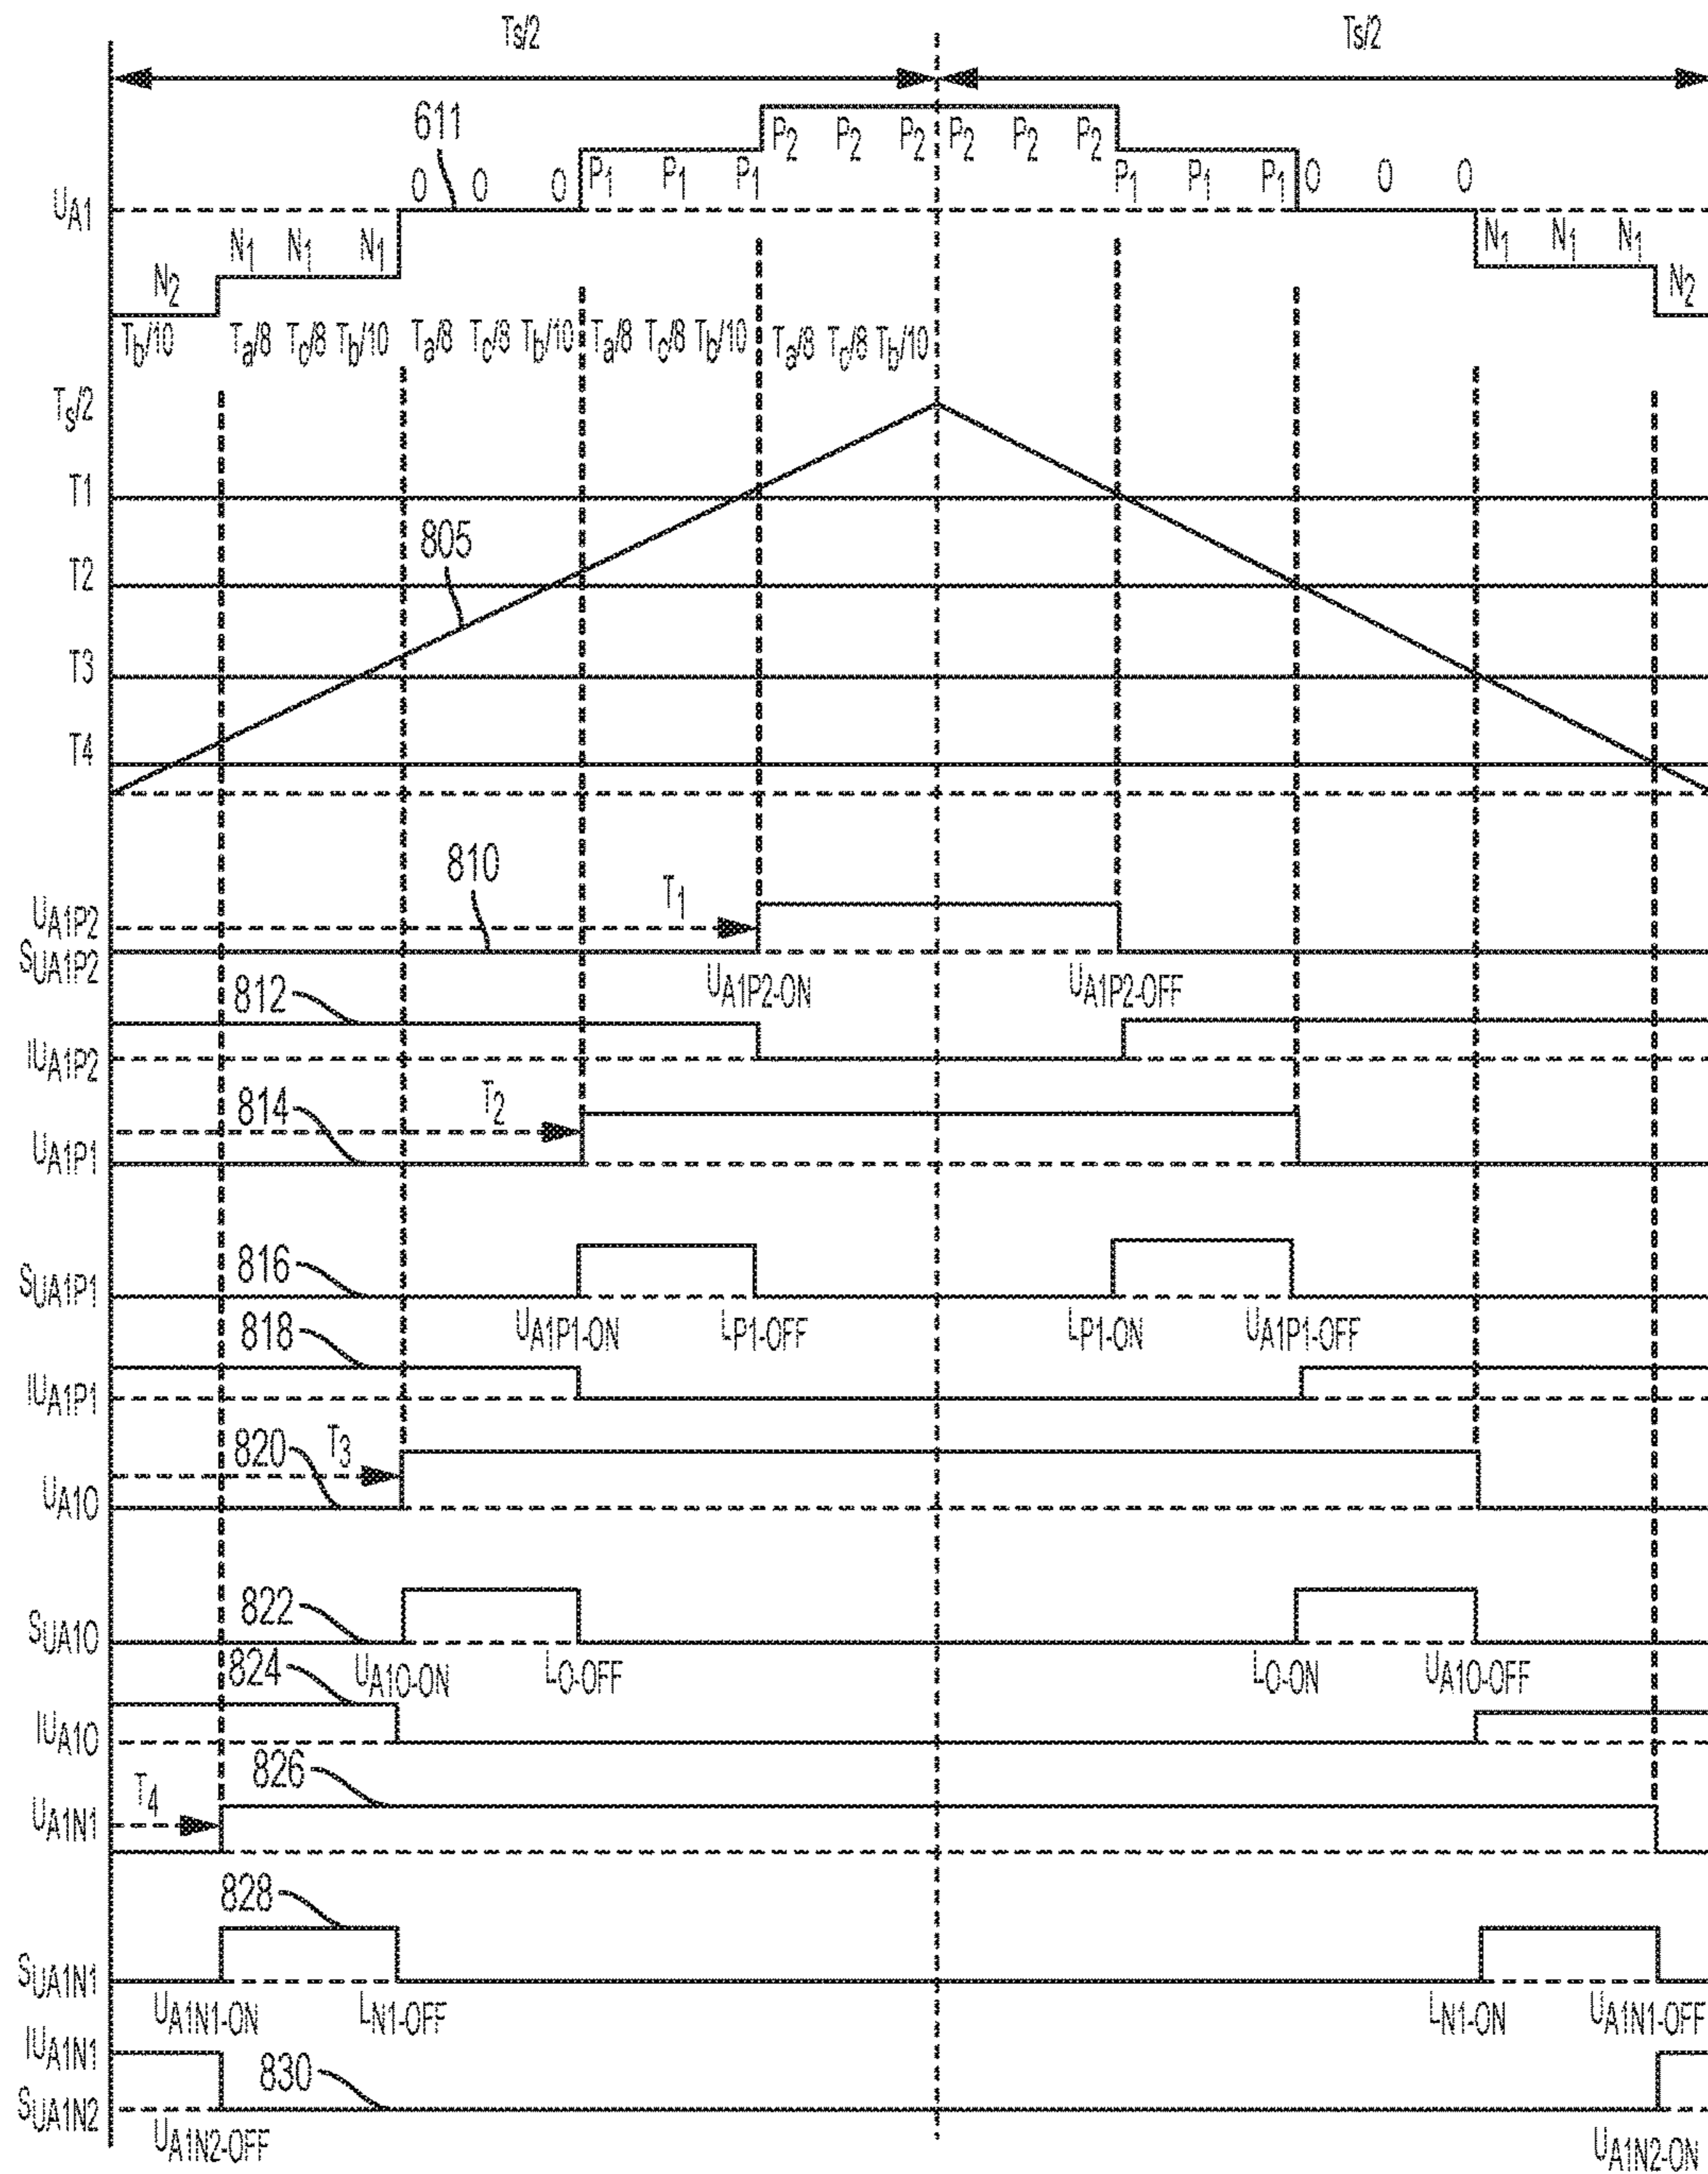 Ts/2 Ts/2
611
P2 P2 P2 P2 P2 P2
0 0 0 P1 P1 P1 P1 P1 P1 0 0 0
UA1
N1 N1 N1 N1 N1 N1
N2 N2
Tb/10 Ta/8 Tc/8 Tb/10 Ta/8 Tc/8 Tb/10 Ta/8 Tc/8 Tb/10 Ta/8 Tc/8 Tb/10
Ts/2
T1
805
T2
T3
T4
810
T1
UA1P2
SUA1P2
UA1P2-ON UA1P2-OFF
812
IUA1P2
814 T2
UA1P1
816
SUA1P1
UA1P1-ON LP1-OFF LP1-ON UA1P1-OFF
818
IUA1P1
820 T3
UA1O
822
SUA1O
UA1O-ON LO-OFF LO-ON UA1O-OFF
824
IUA1O
826
T4
UA1N1
828
SUA1N1
UA1N1-ON LN1-OFF LN1-ON UA1N1-OFF
IUA1N1
830
SUA1N2
UA1N2-OFF UA1N2-ON